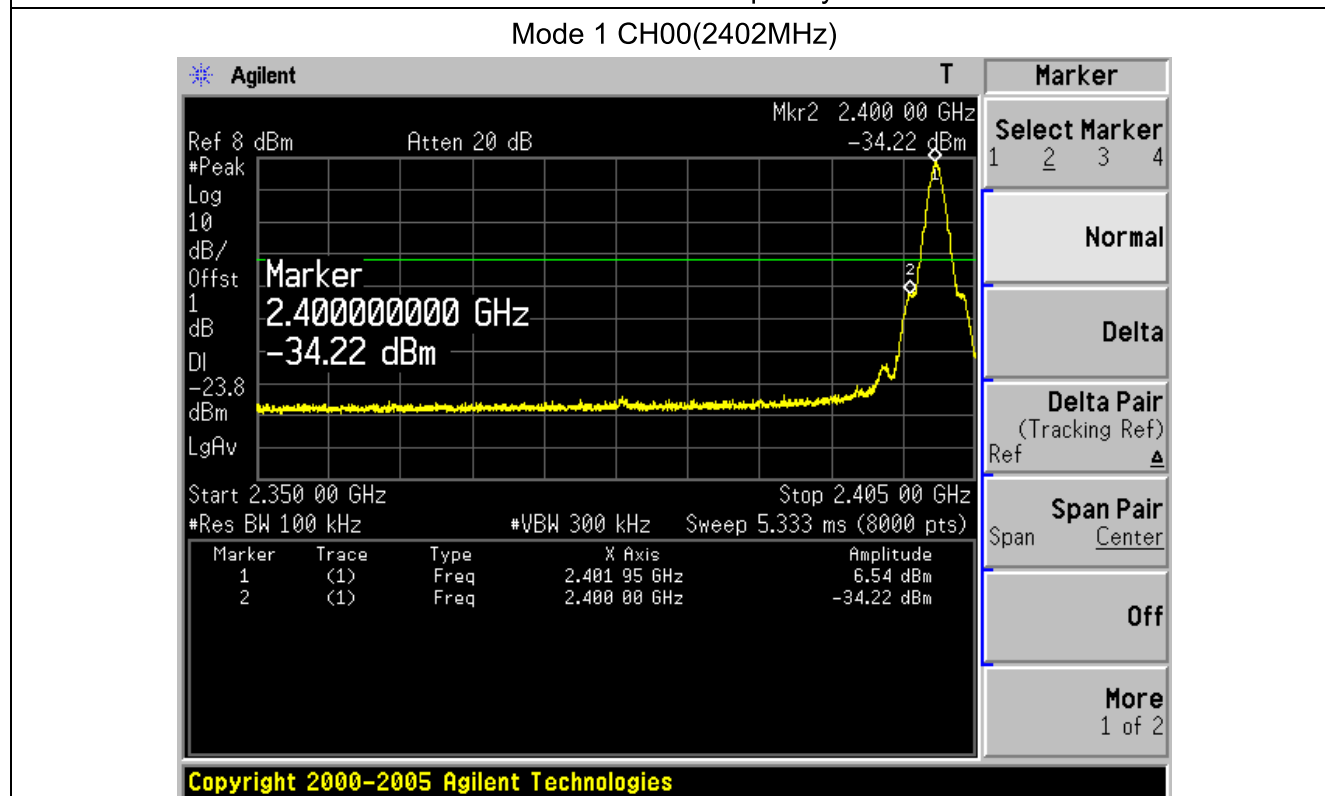 Mode 1 CH00(2402MHz)
Agilent T Marker
Mkr2 2.400 00 GHz
Ref 8 dBm Atten 20 dB -34.22 dBm
#Peak
Log
10
dB/
Offst
1
dB
DI
-23.8
dBm
LgAv
1
2
Marker
2.400000000 GHz
-34.22 dBm
Start 2.350 00 GHz Stop 2.405 00 GHz
#Res BW 100 kHz #VBW 300 kHz Sweep 5.333 ms (8000 pts)
Marker Trace Type X Axis Amplitude
1 (1) Freq 2.401 95 GHz 6.54 dBm
2 (1) Freq 2.400 00 GHz -34.22 dBm
Select Marker
1 2 3 4
Normal
Delta
Delta Pair
(Tracking Ref)
Ref Δ
Span Pair
Span Center
Off
More
1 of 2
Copyright 2000-2005 Agilent Technologies